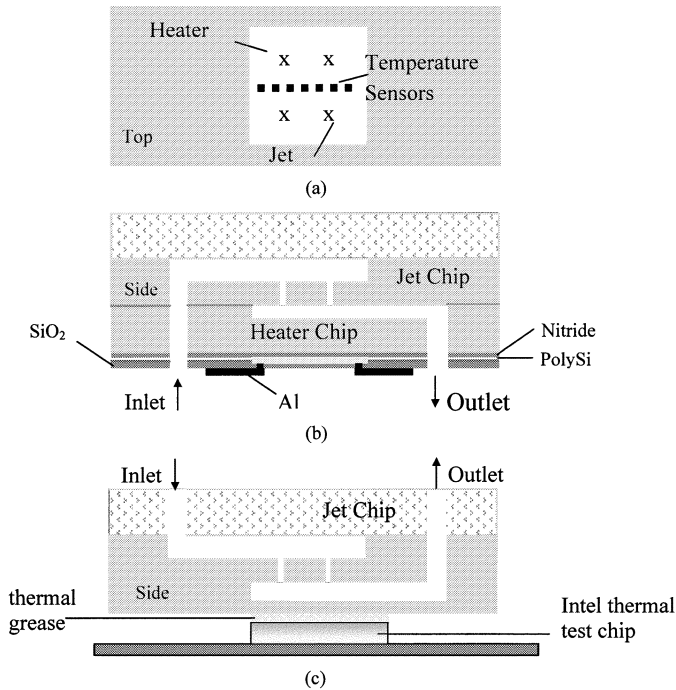 Heater
x x
Temperature
Sensors
x x
Top
Jet
(a)
Jet Chip
Side
Heater Chip
SiO₂
Nitride
PolySi
Inlet
Al
Outlet
(b)
Inlet
Outlet
Jet Chip
Side
thermal
grease
Intel thermal
test chip
(c)